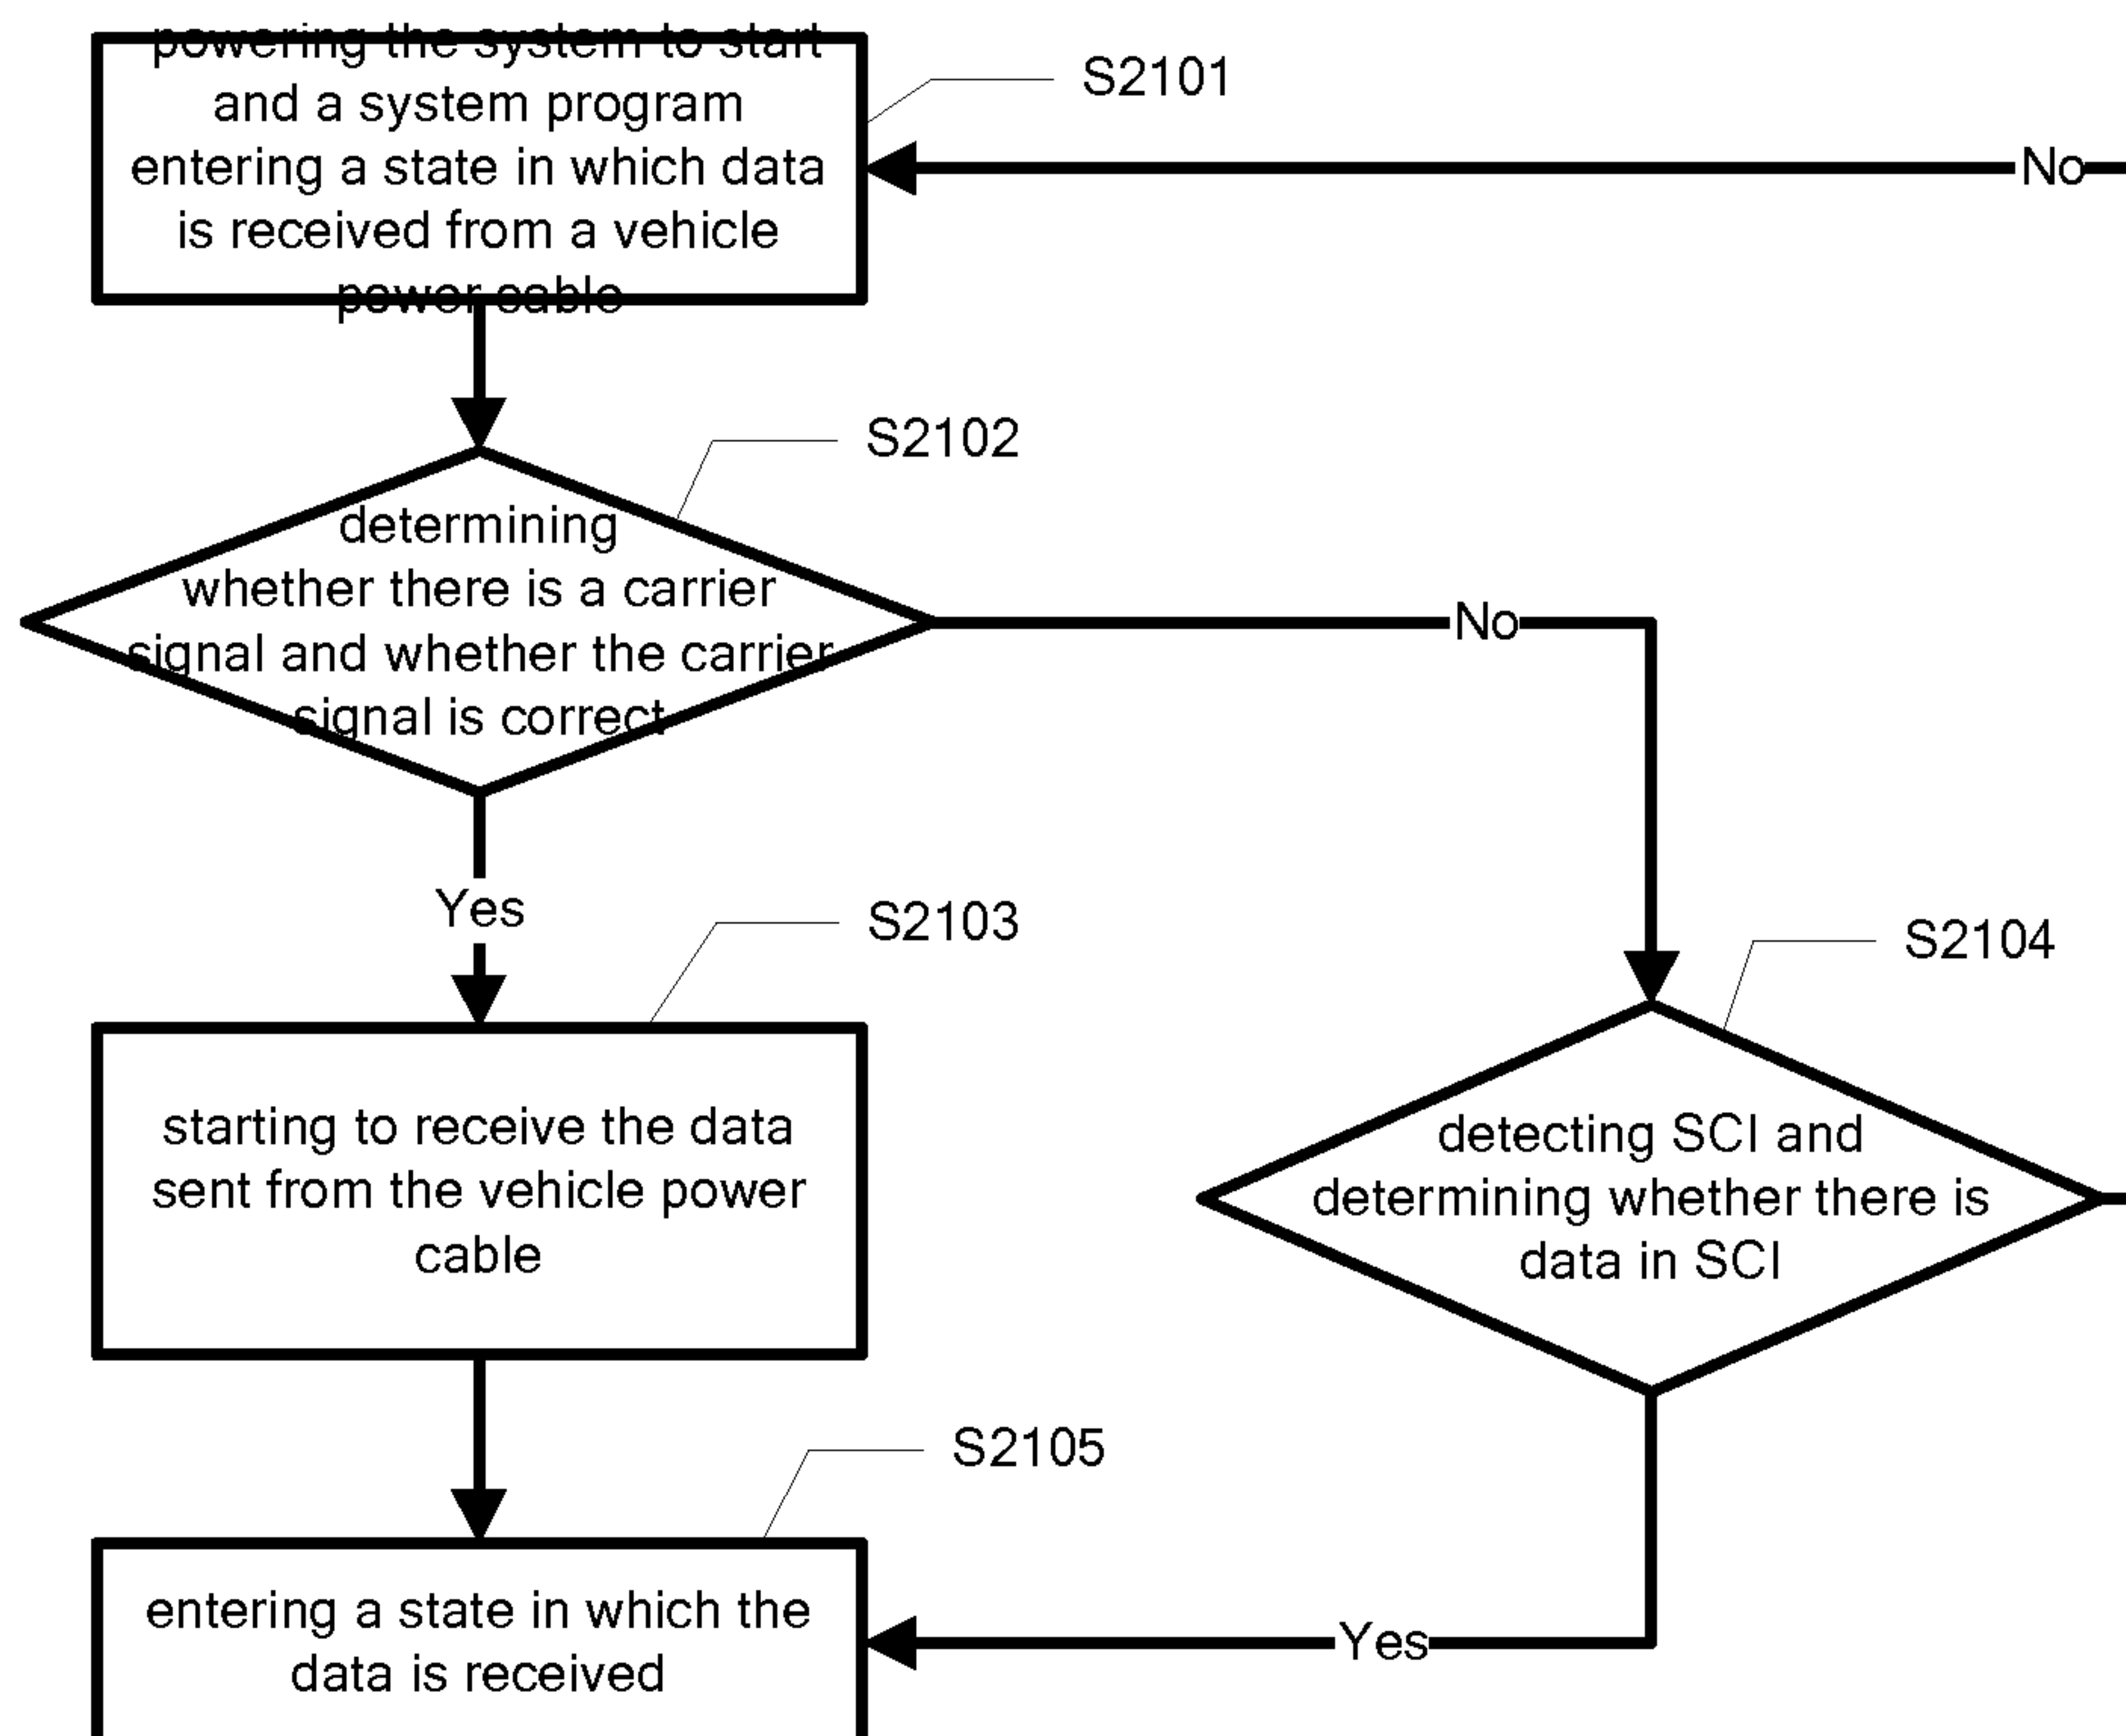 powering the system to start
and a system program
entering a state in which data
is received from a vehicle
power cable
S2101
No
S2102
determining
whether there is a carrier
signal and whether the carrier
signal is correct
No
Yes
S2103
S2104
starting to receive the data
sent from the vehicle power
cable
detecting SCI and
determining whether there is
data in SCI
S2105
entering a state in which the
data is received
Yes